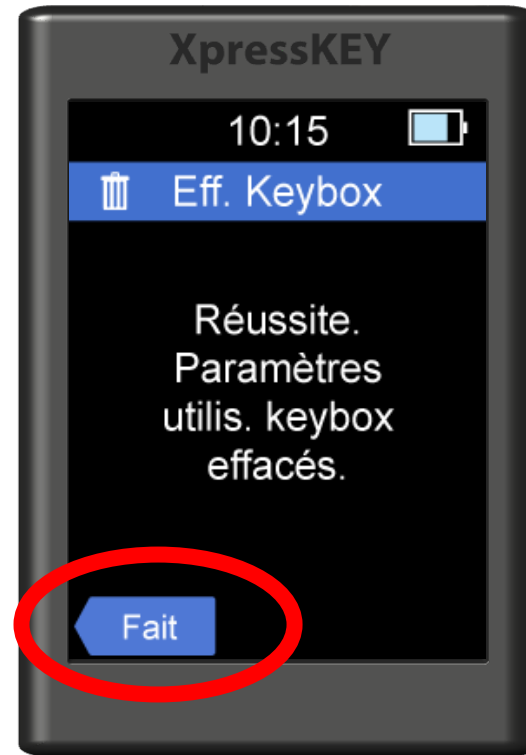 XpressKEY
10:15
Eff. Keybox
Réussite.
Paramètres
utilis. keybox
effacés.
Fait